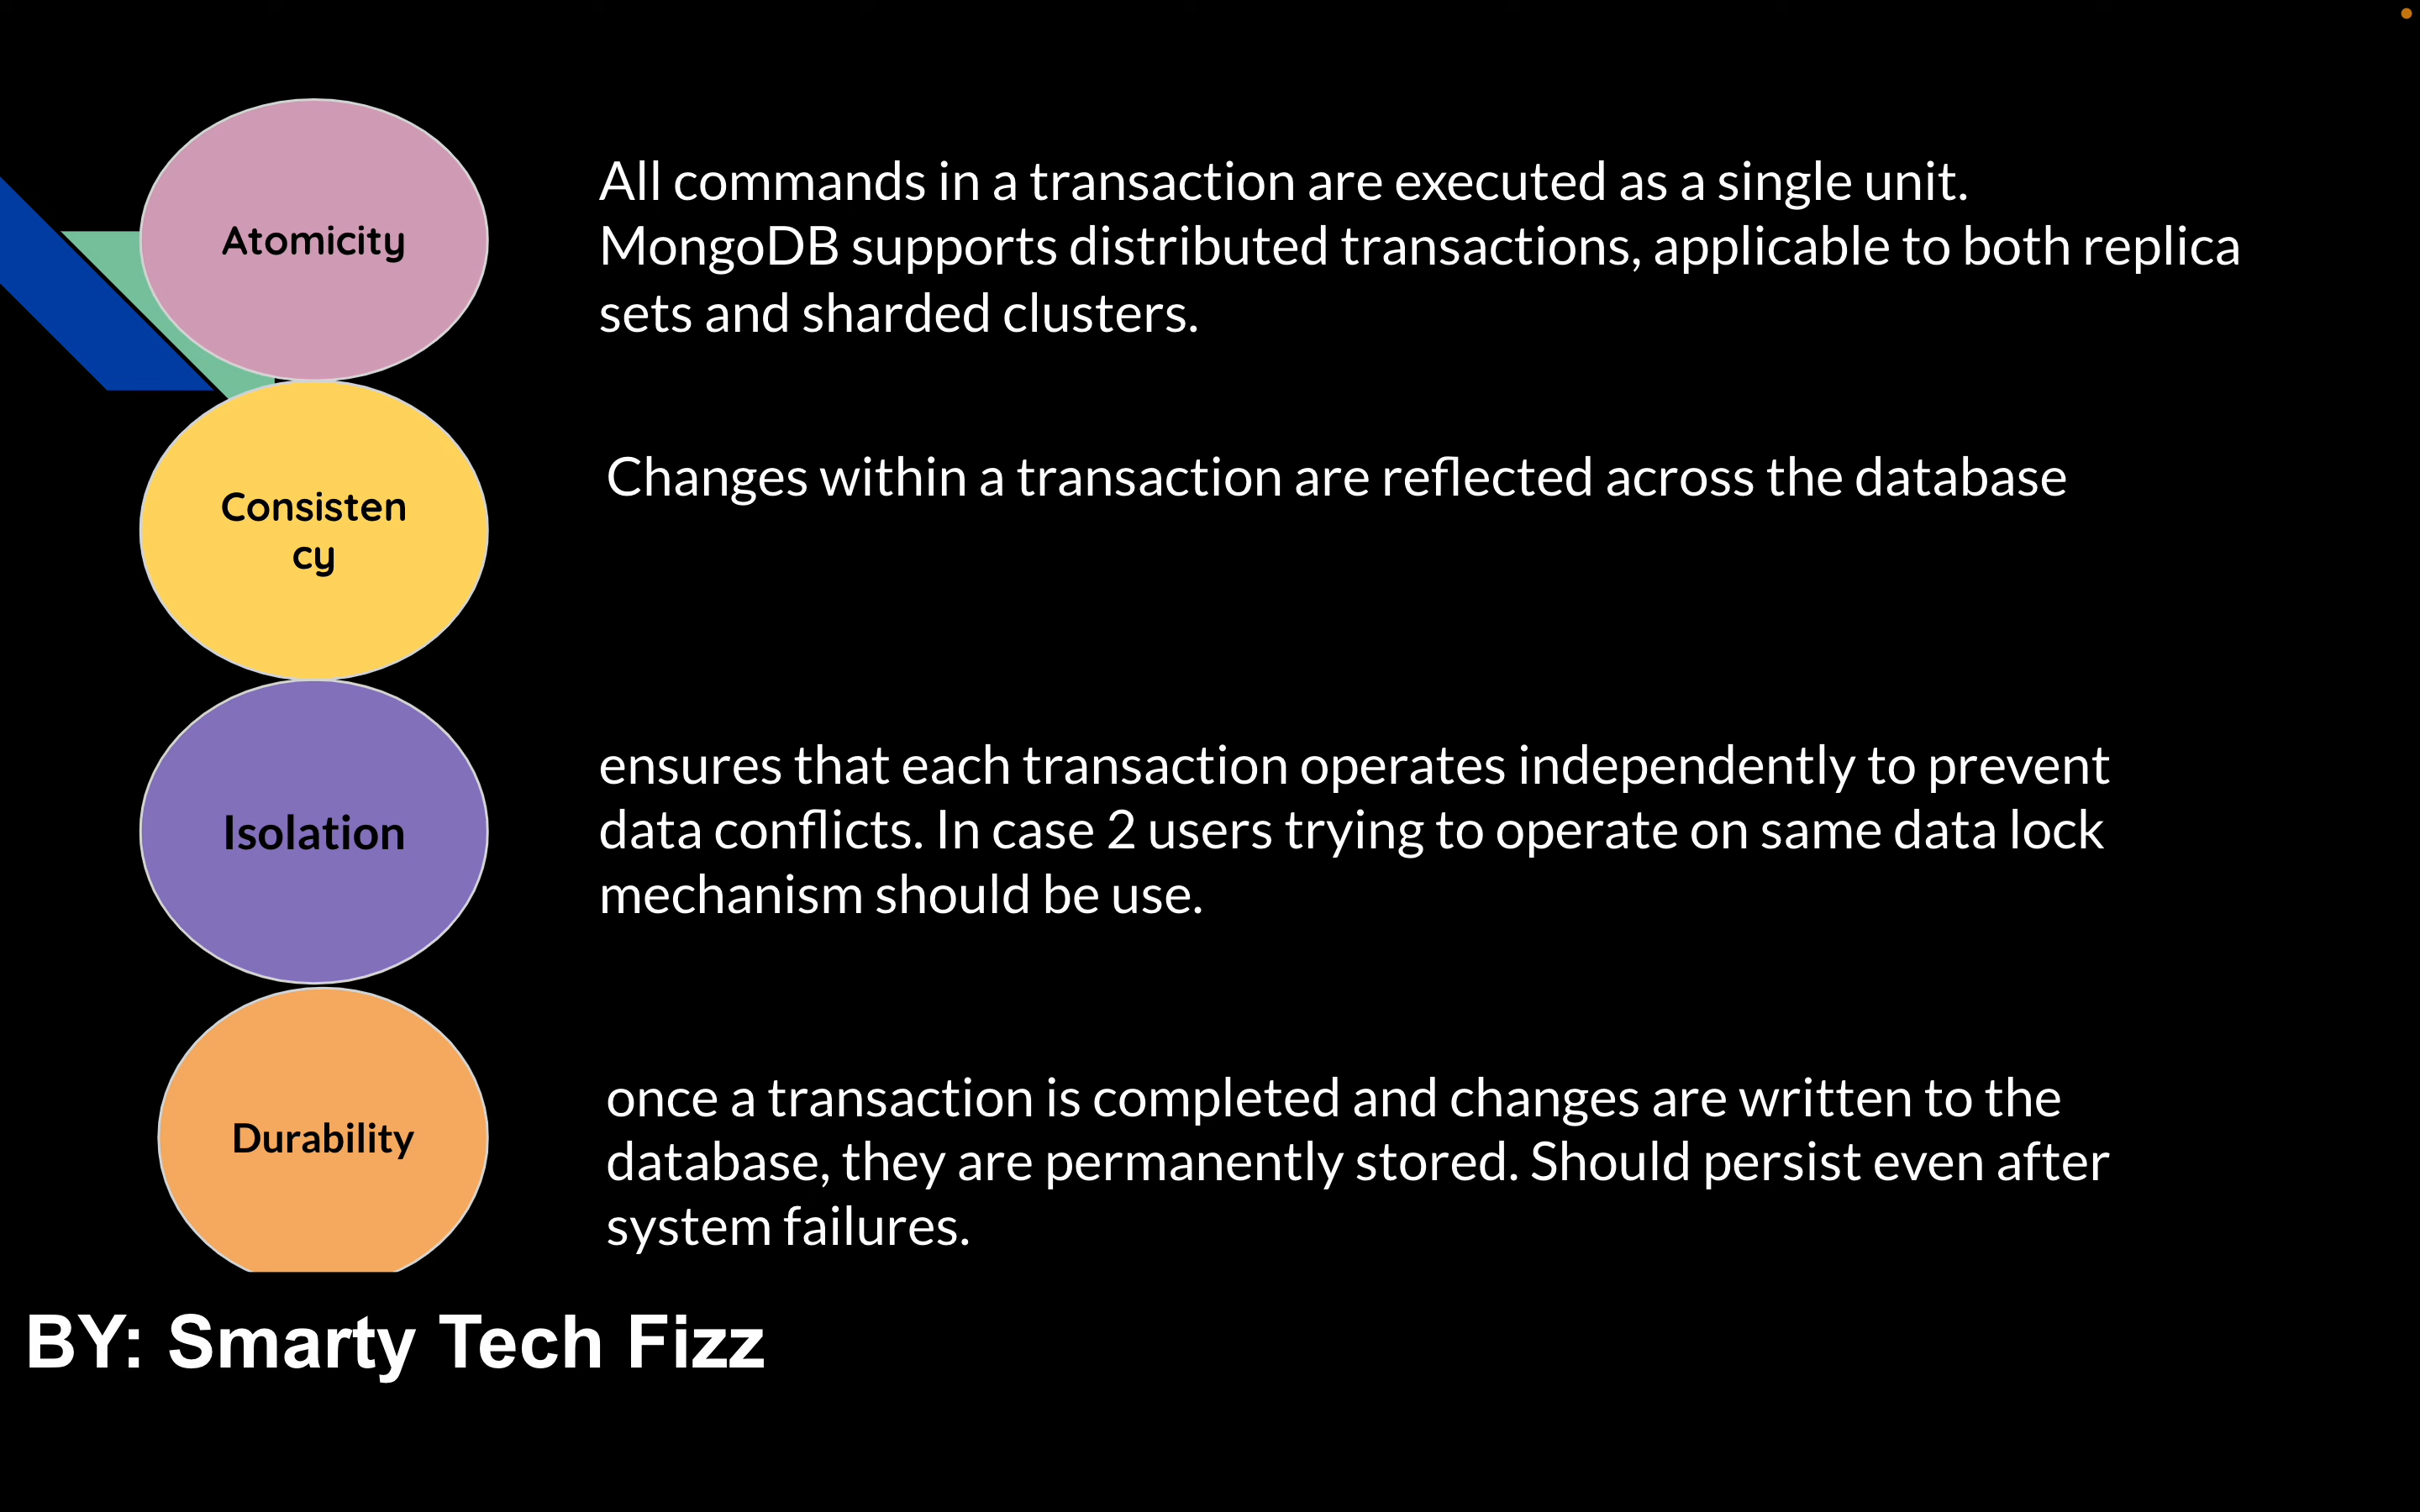 Atomicity
All commands in a transaction are executed as a single unit.
MongoDB supports distributed transactions, applicable to both replica
sets and sharded clusters.
Consisten
cy
Changes within a transaction are reflected across the database
Isolation
ensures that each transaction operates independently to prevent
data conflicts. In case 2 users trying to operate on same data lock
mechanism should be use.
Durability
once a transaction is completed and changes are written to the
database, they are permanently stored. Should persist even after
system failures.
BY: Smarty Tech Fizz